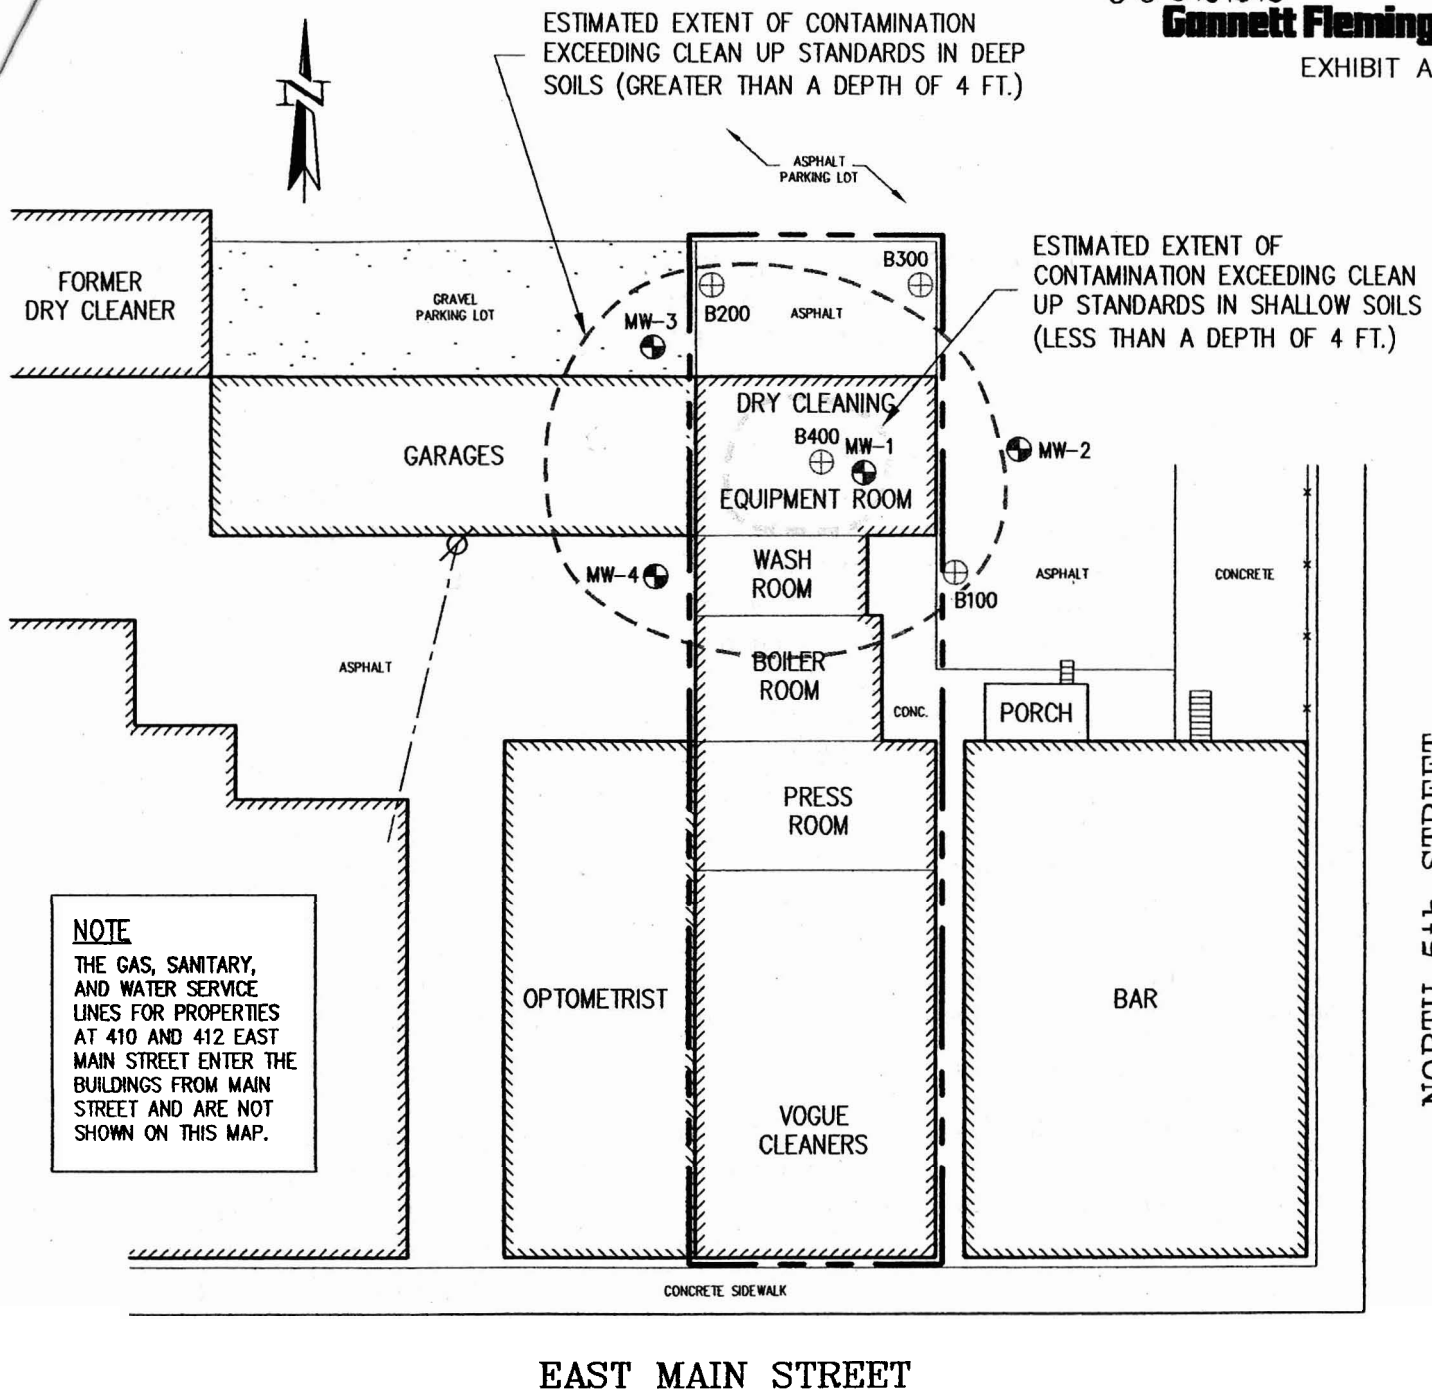 Gannett Fleming
EXHIBIT A
ESTIMATED EXTENT OF CONTAMINATION
EXCEEDING CLEAN UP STANDARDS IN DEEP
SOILS (GREATER THAN A DEPTH OF 4 FT.)
N
ASPHALT
PARKING LOT
ESTIMATED EXTENT OF
CONTAMINATION EXCEEDING CLEAN
UP STANDARDS IN SHALLOW SOILS
(LESS THAN A DEPTH OF 4 FT.)
FORMER
DRY CLEANER
GRAVEL
PARKING LOT
MW-3
B200
ASPHALT
B300
GARAGES
DRY CLEANING
B400
MW-1
EQUIPMENT ROOM
MW-2
MW-4
WASH
ROOM
B100
ASPHALT
CONCRETE
ASPHALT
BOILER
ROOM
CONC.
PORCH
PRESS
ROOM
NOTE
THE GAS, SANITARY,
AND WATER SERVICE
LINES FOR PROPERTIES
AT 410 AND 412 EAST
MAIN STREET ENTER THE
BUILDINGS FROM MAIN
STREET AND ARE NOT
SHOWN ON THIS MAP.
OPTOMETRIST
VOGUE
CLEANERS
BAR
NORTH 5th STREET
CONCRETE SIDEWALK
EAST MAIN STREET